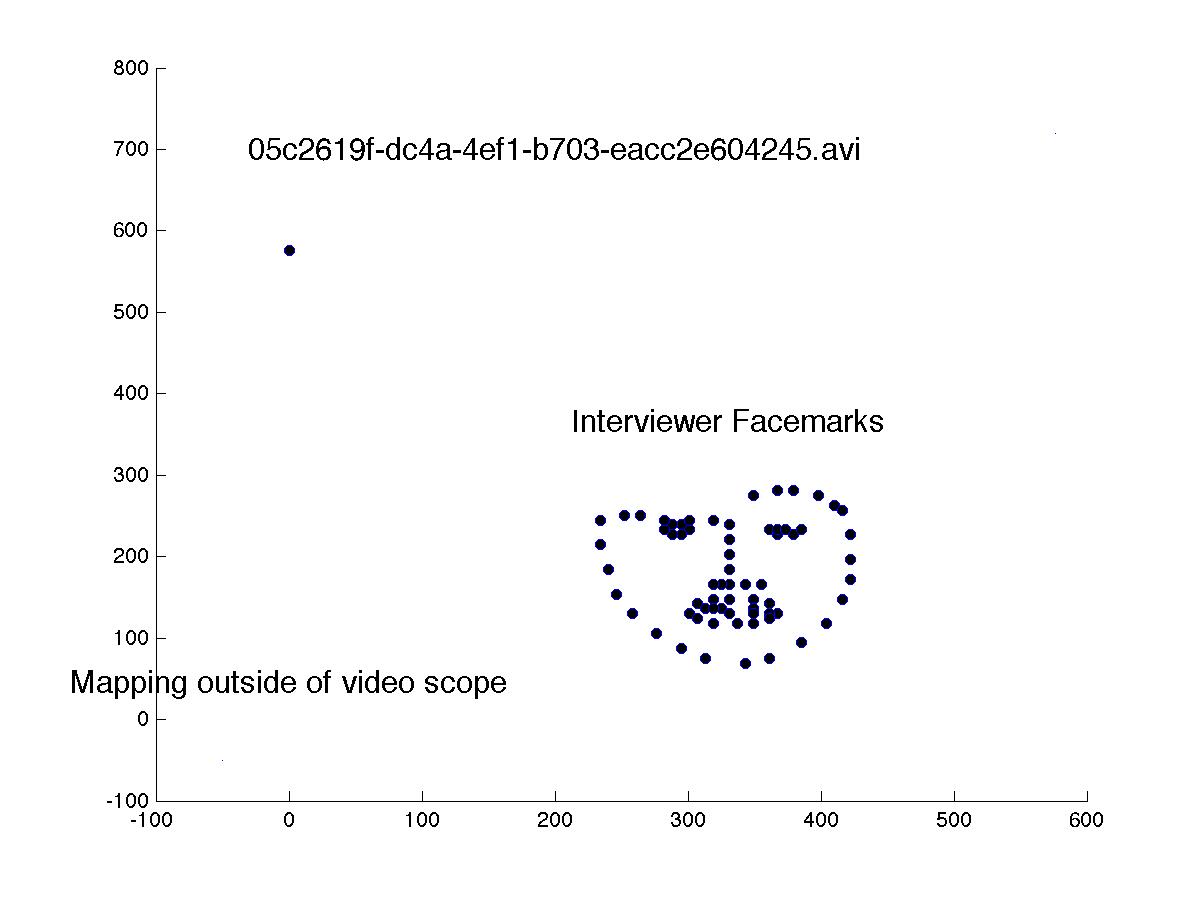 800
700
05c2619f-dc4a-4ef1-b703-eacc2e604245.avi
600
500
400
Interviewer Facemarks
300
200
100
Mapping outside of video scope
0
-100
-100 0 100 200 300 400 500 600